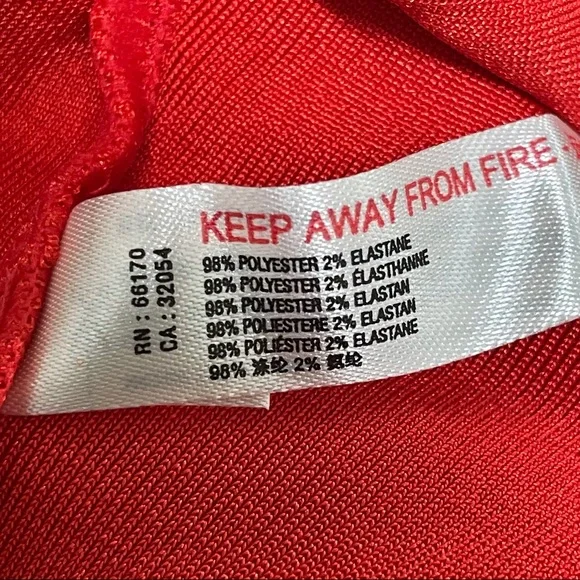 KEEP AWAY FROM FIRE
98% POLYESTER 2% ELASTANE
98% POLYESTER 2% ÉLASTHANNE
98% POLYESTER 2% ELASTAN
98% POLIESTERE 2% ELASTAN
98% POLIÉSTER 2% ELASTANE
98% 涤纶 2% 氨纶
RN : 66170
CA : 32054